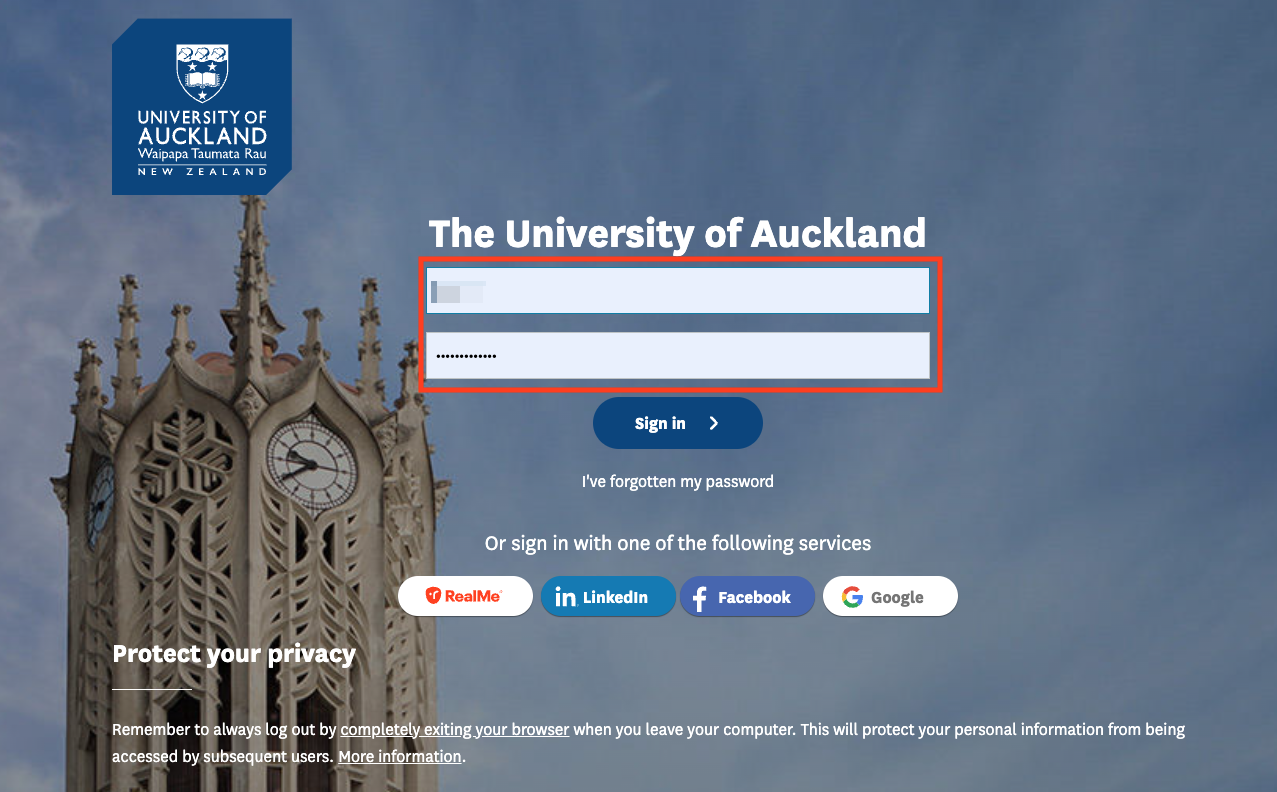 UNIVERSITY OF
AUCKLAND
Waipapa Taumata Rau
NEW ZEALAND
The University of Auckland
•••••••••••••
Sign in
I've forgotten my password
Or sign in with one of the following services
RealMe
in LinkedIn
Facebook
Google
Protect your privacy
Remember to always log out by completely exiting your browser when you leave your computer. This will protect your personal information from being
accessed by subsequent users. More information.